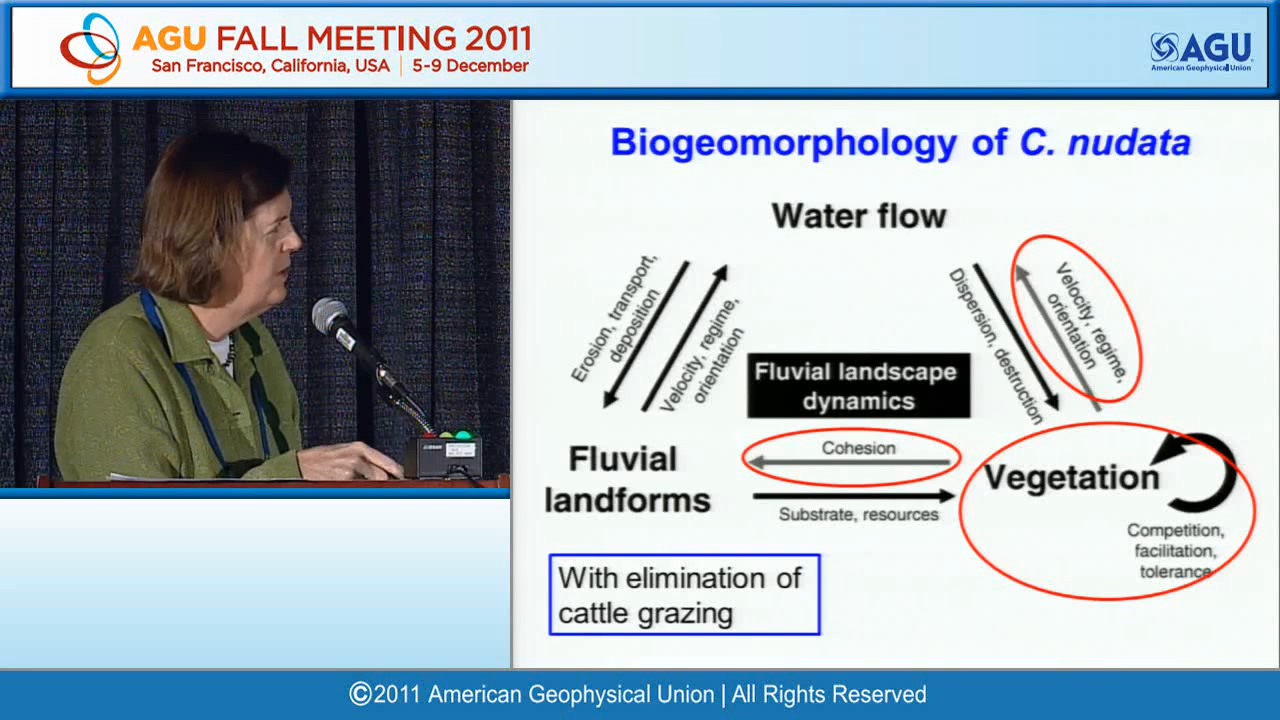 AGU FALL MEETING 2011
San Francisco, California, USA | 5-9 December
AGU
American Geophysical Union
Biogeomorphology of C. nudata
Water flow
Erosion, transport,
deposition
Velocity, regime,
orientation
Dispersion, destruction
Velocity, regime,
orientation
Fluvial landscape
dynamics
Cohesion
Fluvial
landforms
Substrate, resources
Vegetation
Competition,
facilitation,
tolerance
With elimination of
cattle grazing
©2011 American Geophysical Union | All Rights Reserved